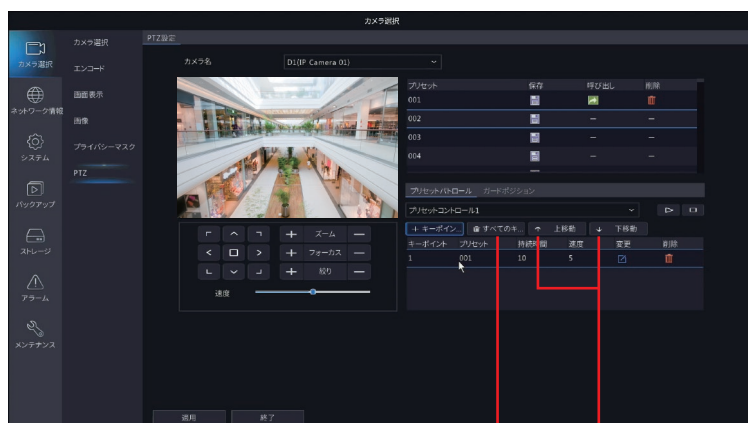 カメラ選択
カメラ選択
ネットワーク情報
システム
バックアップ
ストレージ
アラーム
メンテナンス
カメラ選択
エンコード
画面表示
画像
プライバシーマスク
PTZ
PTZ設定
カメラ名 D1(IP Camera 01)
ズーム
フォーカス
絞り
速度
適用 終了
プリセット 保存 呼び出し 削除
001
002 – –
003 – –
004 – –
プリセットパトロール ガードポジション
プリセットコントロール1
+ キーポイン... すべてのキ... 上移動 下移動
キーポイント プリセット 持続時間 速度 変更 削除
1 001 10 5